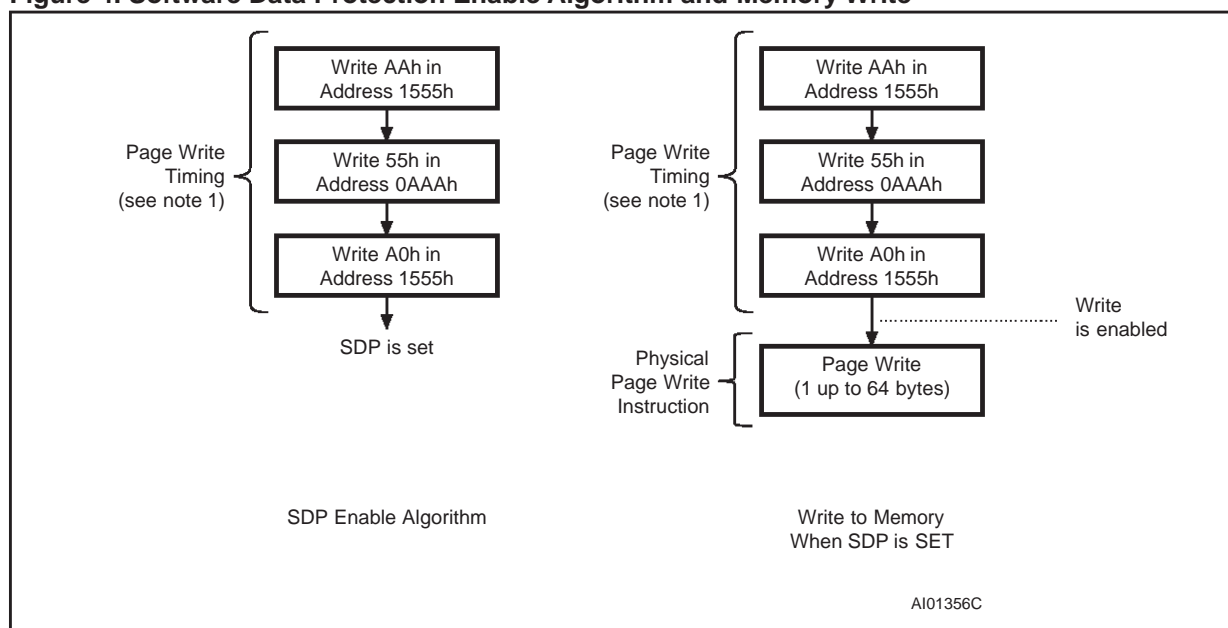 Figure 4. Software Data Protection Enable Algorithm and Memory Write
Write AAh in
Address 1555h
Page Write
Timing
(see note 1)
Write 55h in
Address 0AAAh
Write A0h in
Address 1555h
SDP is set
SDP Enable Algorithm
Write AAh in
Address 1555h
Page Write
Timing
(see note 1)
Write 55h in
Address 0AAAh
Write A0h in
Address 1555h
Write
is enabled
Physical
Page Write
Instruction
Page Write
(1 up to 64 bytes)
Write to Memory
When SDP is SET
AI01356C